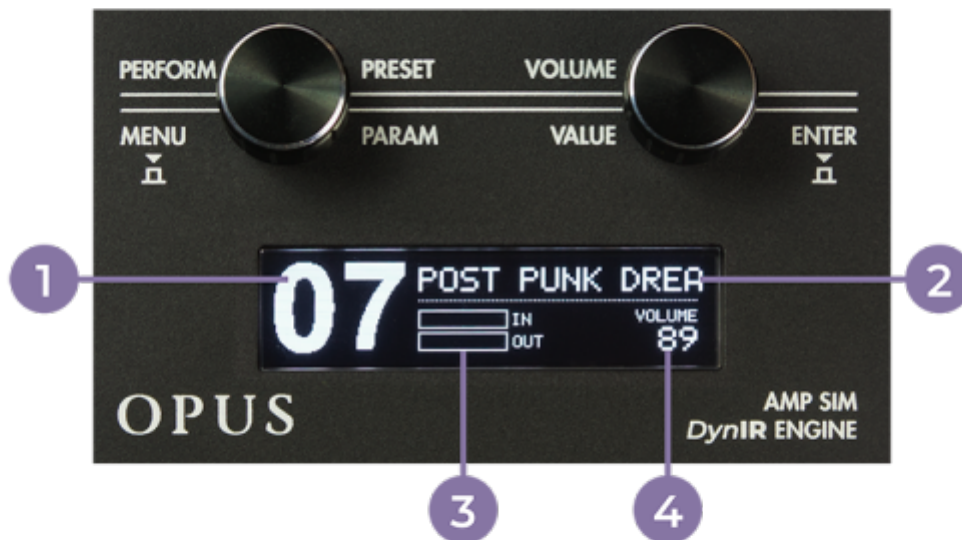 PERFORM PRESET VOLUME
MENU PARAM VALUE ENTER
1 07 POST PUNK DREA 2
IN VOLUME
OUT 89
OPUS AMP SIM
DynIR ENGINE
3 4